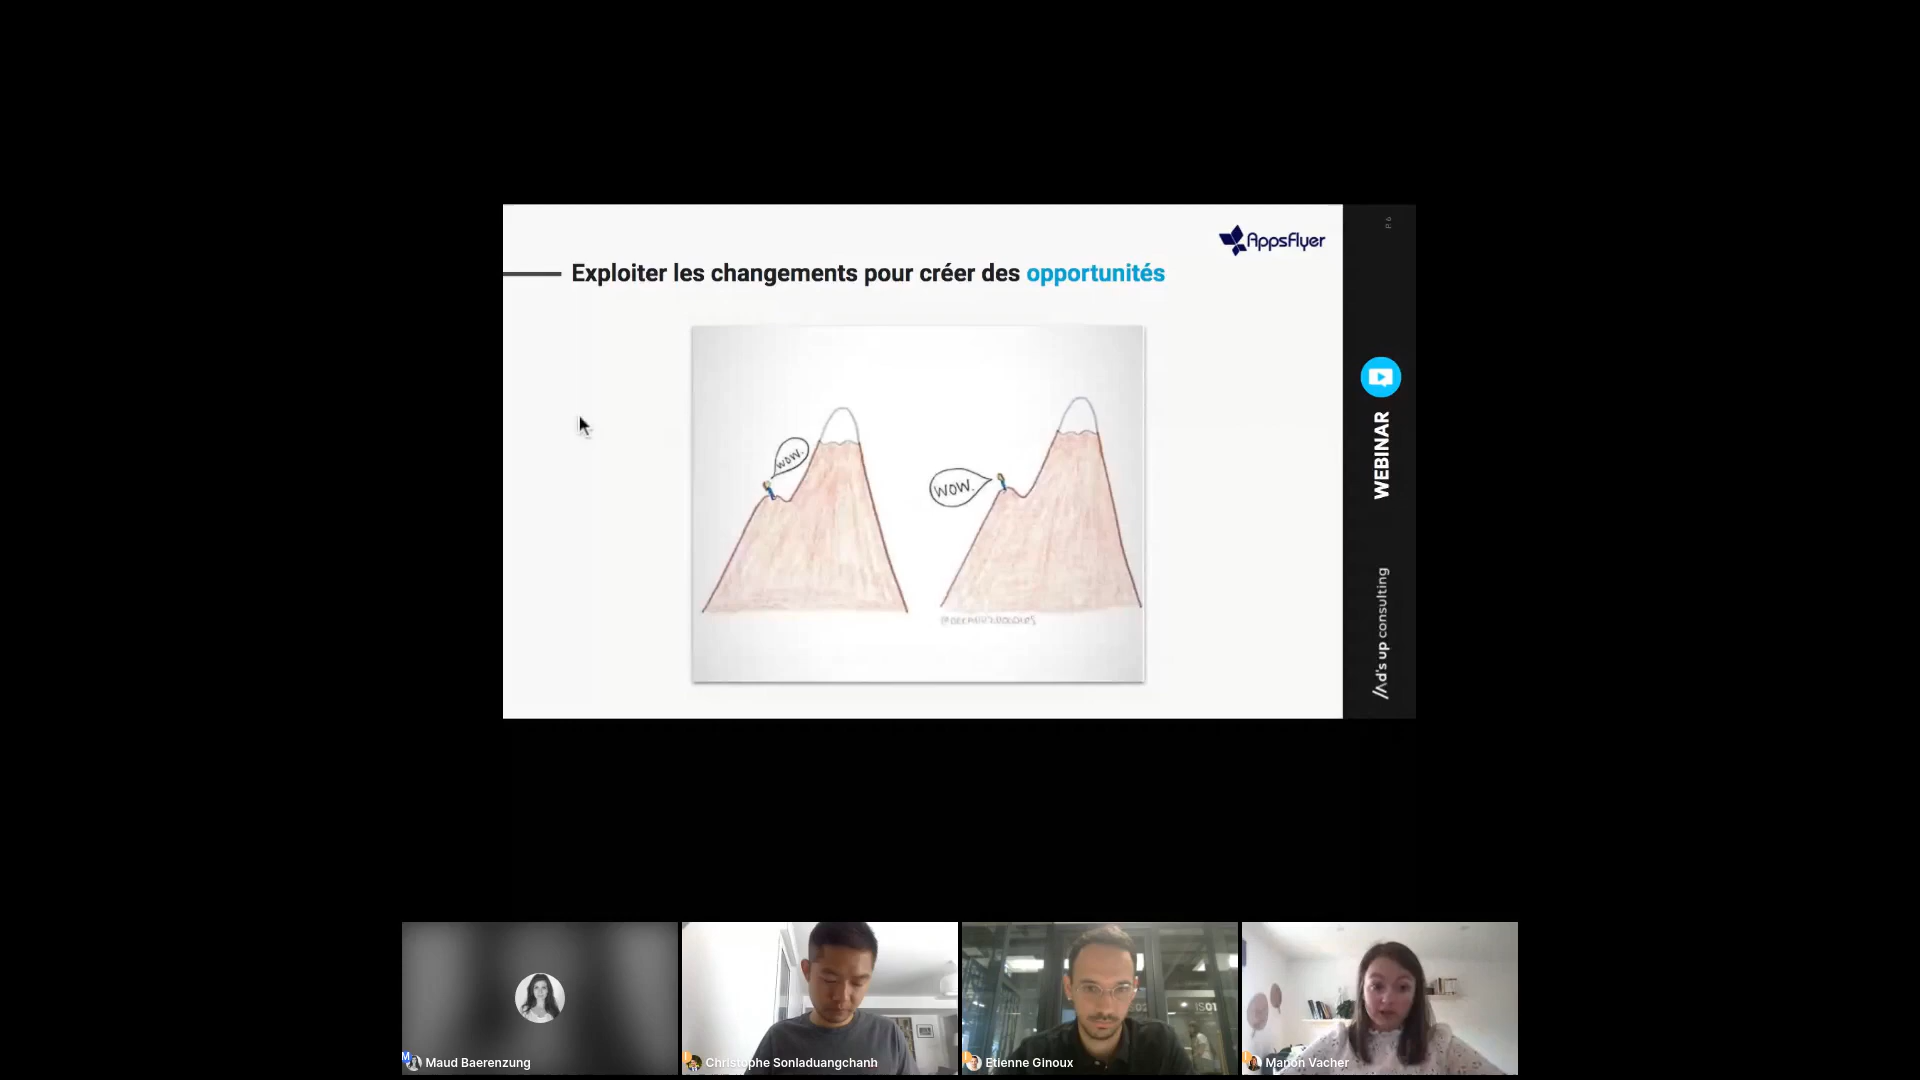 AppsFlyer
P. 6
Exploiter les changements pour créer des opportunités
WOW.
WOW.
WEBINAR
//Ad's up consulting
Maud Baerenzung
Christophe Sonladuangchanh
Etienne Ginoux
Manon Vacher